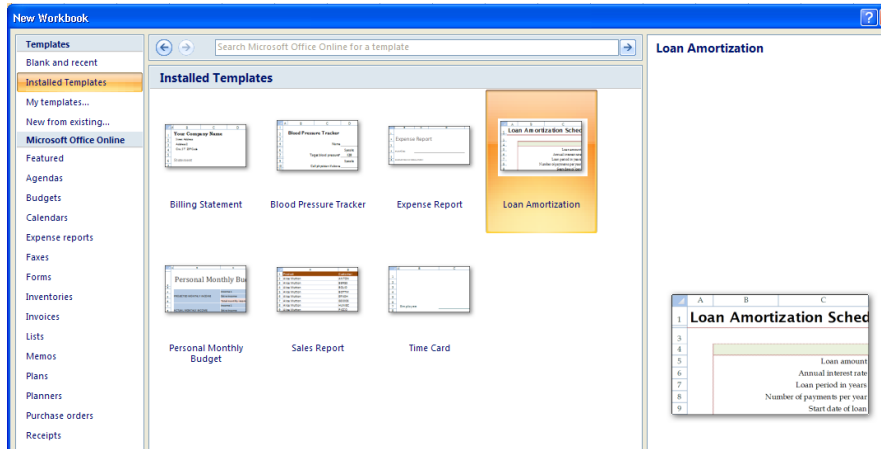 New Workbook
?
Templates
Blank and recent
Installed Templates
My templates...
New from existing...
Microsoft Office Online
Featured
Agendas
Budgets
Calendars
Expense reports
Faxes
Forms
Inventories
Invoices
Lists
Memos
Plans
Planners
Purchase orders
Receipts
Search Microsoft Office Online for a template
Installed Templates
Your Company Name
Blood Pressure Tracker
Expense Report
Loan Amortization Sched
Billing Statement
Blood Pressure Tracker
Expense Report
Loan Amortization
Personal Monthly Bu
Personal Monthly
Budget
Sales Report
Time Card
Loan Amortization
A B C
1 Loan Amortization Sched
3
4
5 Loan amount
6 Annual interest rate
7 Loan period in years
8 Number of payments per year
9 Start date of loan